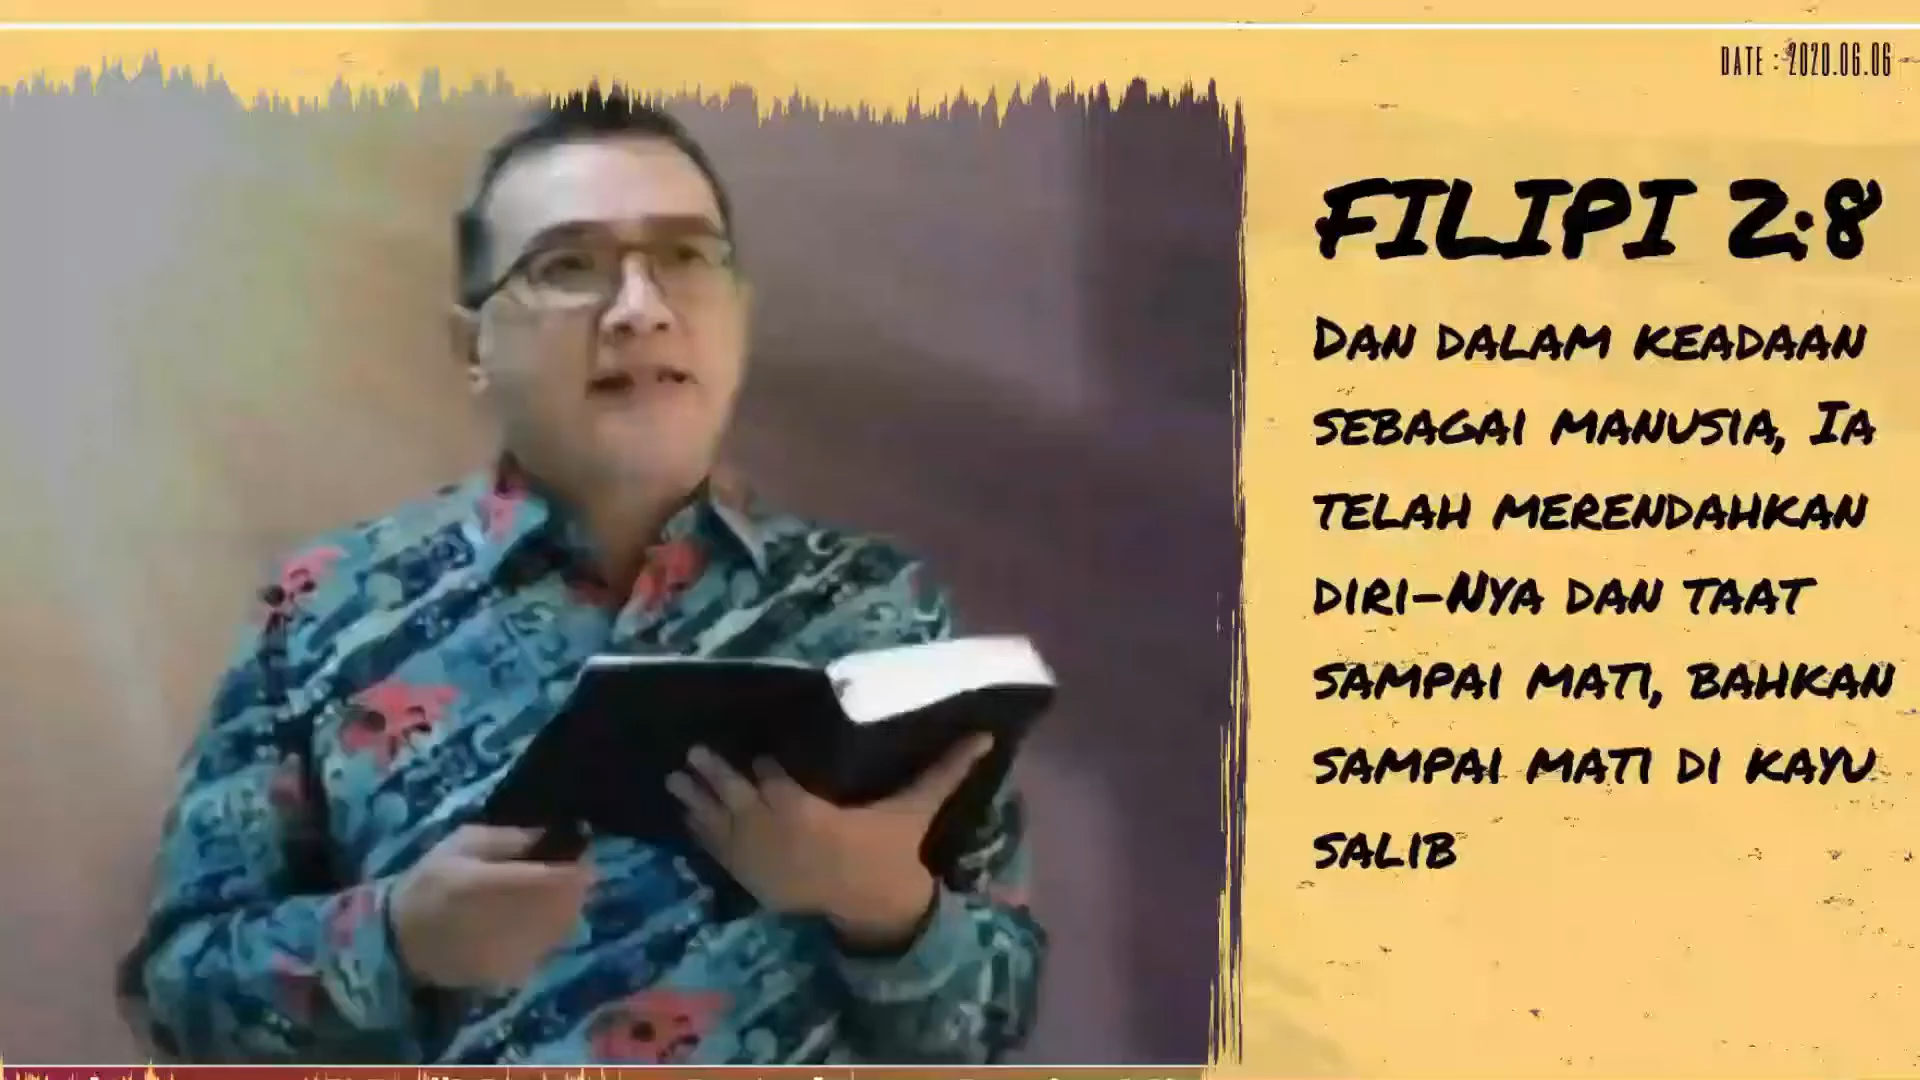 DATE : 2020.06.06
FILIPI 2:8
Dan dalam keadaan
sebagai manusia, Ia
telah merendahkan
diri-Nya dan taat
sampai mati, bahkan
sampai mati di kayu
salib